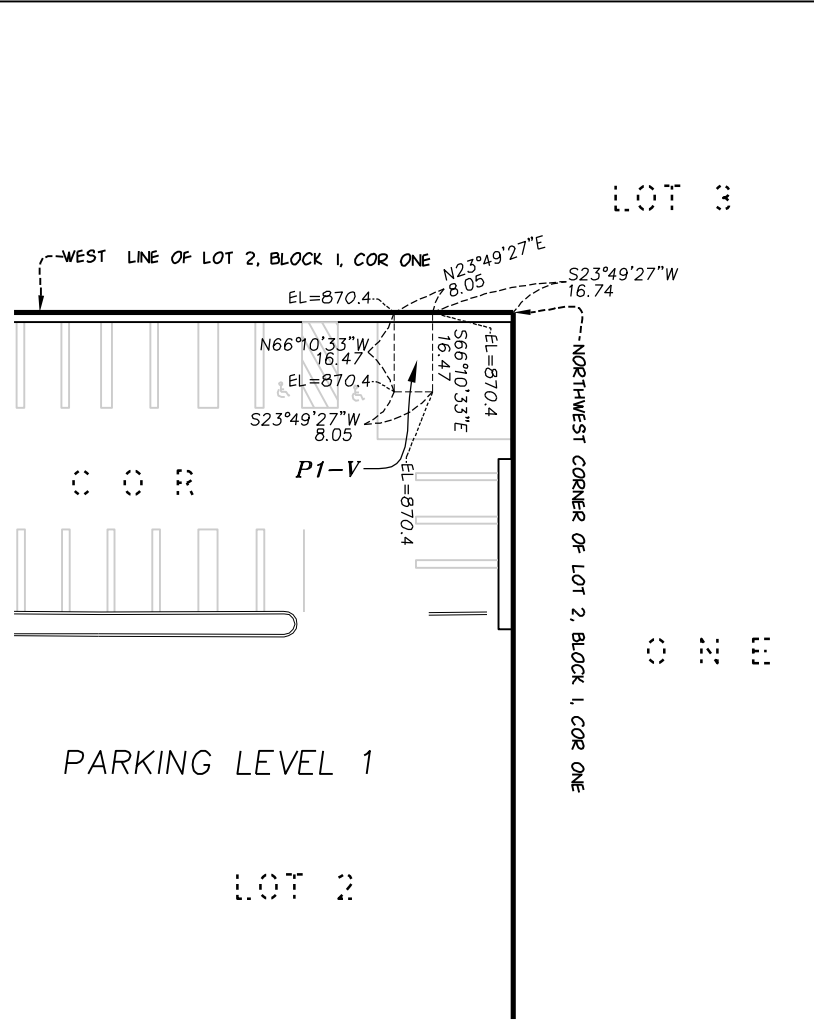 LOT 3
WEST LINE OF LOT 2, BLOCK 1, COR ONE
N23°49'27"E
8.05
S23°49'27"W
16.74
EL=870.4
N66°10'33"W
16.47
S66°10'33"E
16.47
EL=870.4
EL=870.4
S23°49'27"W
8.05
P1-V
EL=870.4
NORTHWEST CORNER OF LOT 2, BLOCK 1, COR ONE
COR
ONE
PARKING LEVEL 1
LOT 2